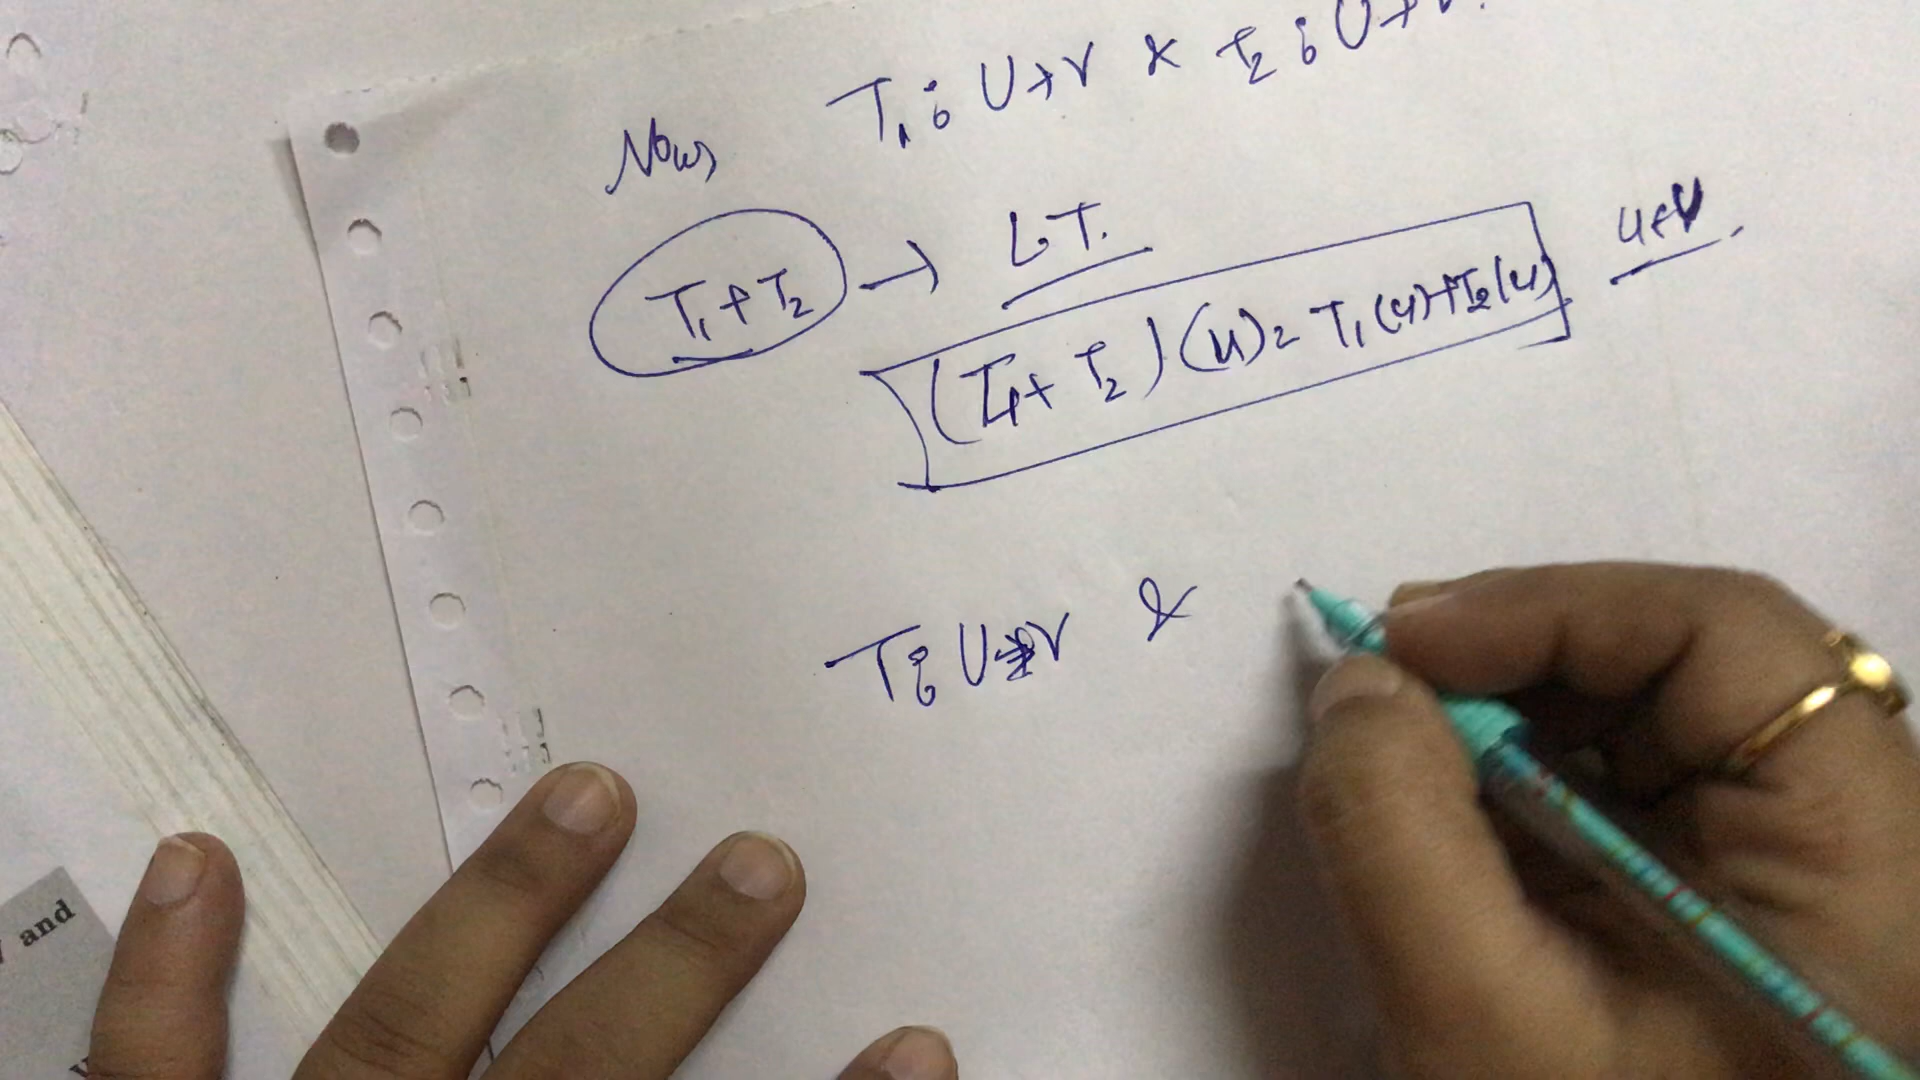 T₁ : U→V & T₂ : U→V.
Now,
T₁+T₂ → L.T.
(T₁+T₂)(u) = T₁(u)+T₂(u) u∈U.
T : U→V &
and